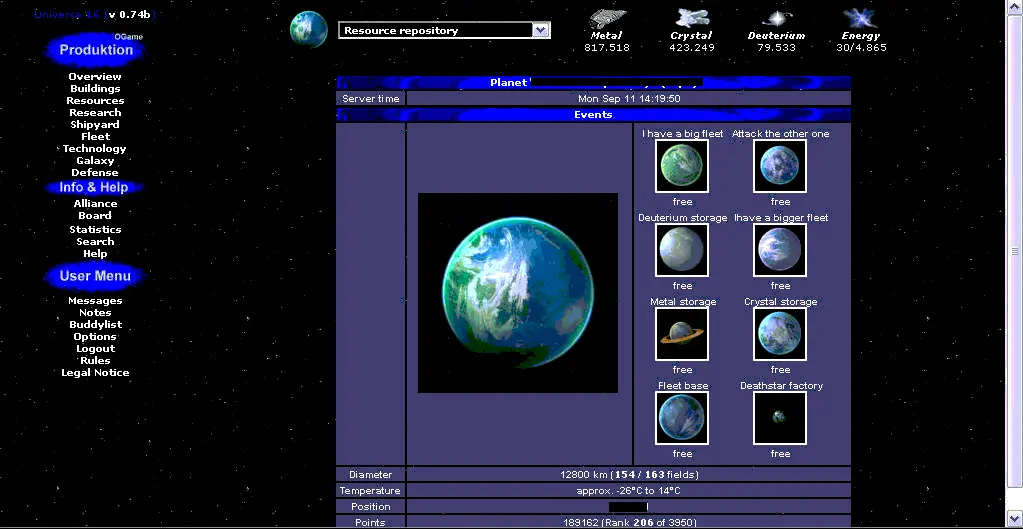 Universe 16 (v 0.74b)
OGame
Produktion
Overview
Buildings
Resources
Research
Shipyard
Fleet
Technology
Galaxy
Defense
Info & Help
Alliance
Board
Statistics
Search
Help
User Menu
Messages
Notes
Buddylist
Options
Logout
Rules
Legal Notice
Resource repository
Metal Crystal Deuterium Energy
817.518 423.249 79.533 30/4.865
Planet
Server time Mon Sep 11 14:19:50
Events
I have a big fleet Attack the other one
free free
Deuterium storage Ihave a bigger fleet
free free
Metal storage Crystal storage
free free
Fleet base Deathstar factory
free free
Diameter 12800 km (154 / 163 fields)
Temperature approx. -26°C to 14°C
Position
Points 189162 (Rank 206 of 3950)